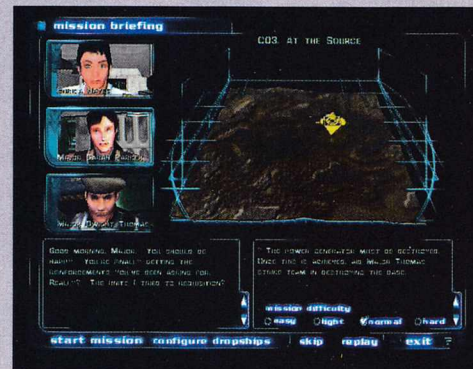 mission briefing
C03. At the Source
Major
Major Thomas
Good morning, Major. You should be
happy. You're finally getting the
reinforcements you've been asking for.
Really? The units I tried to requisition?
The power generator must be destroyed.
Once this is achieved, aid Major Thomas'
strike team in destroying the base.
mission difficulty
easy light normal hard
start mission configure dropships skip replay exit